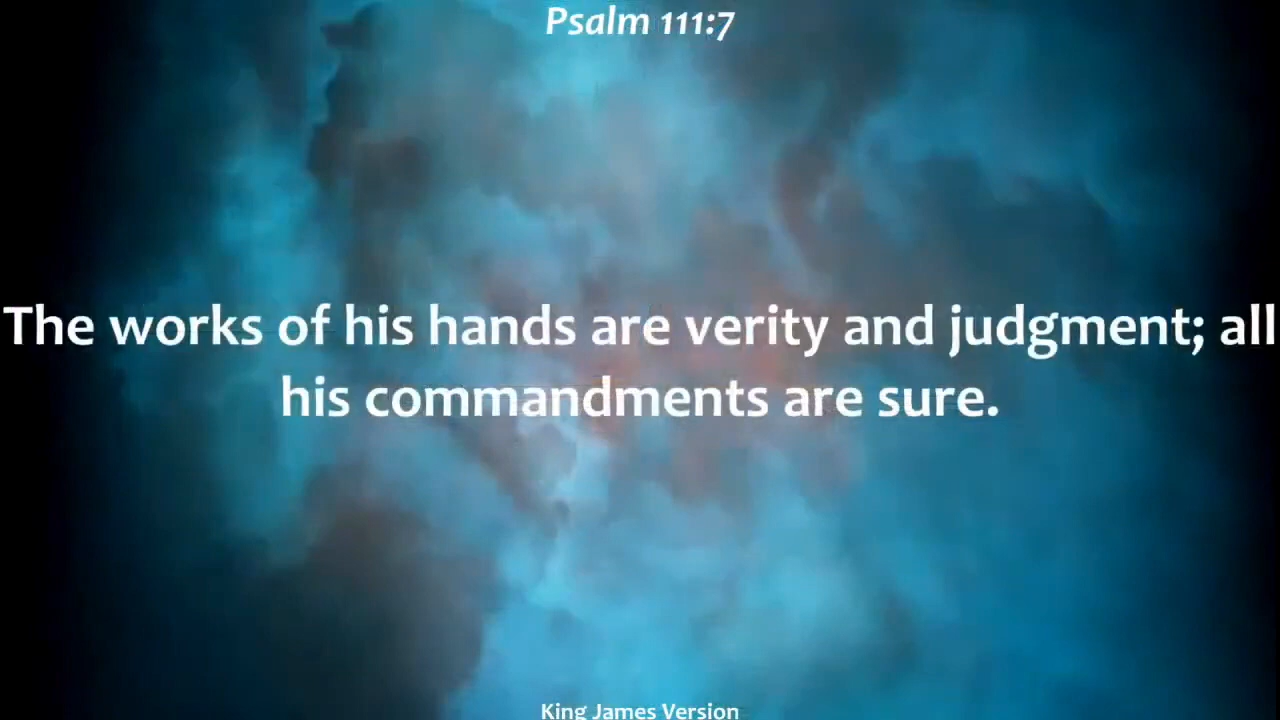 Psalm 111:7
The works of his hands are verity and judgment; all
his commandments are sure.
King James Version